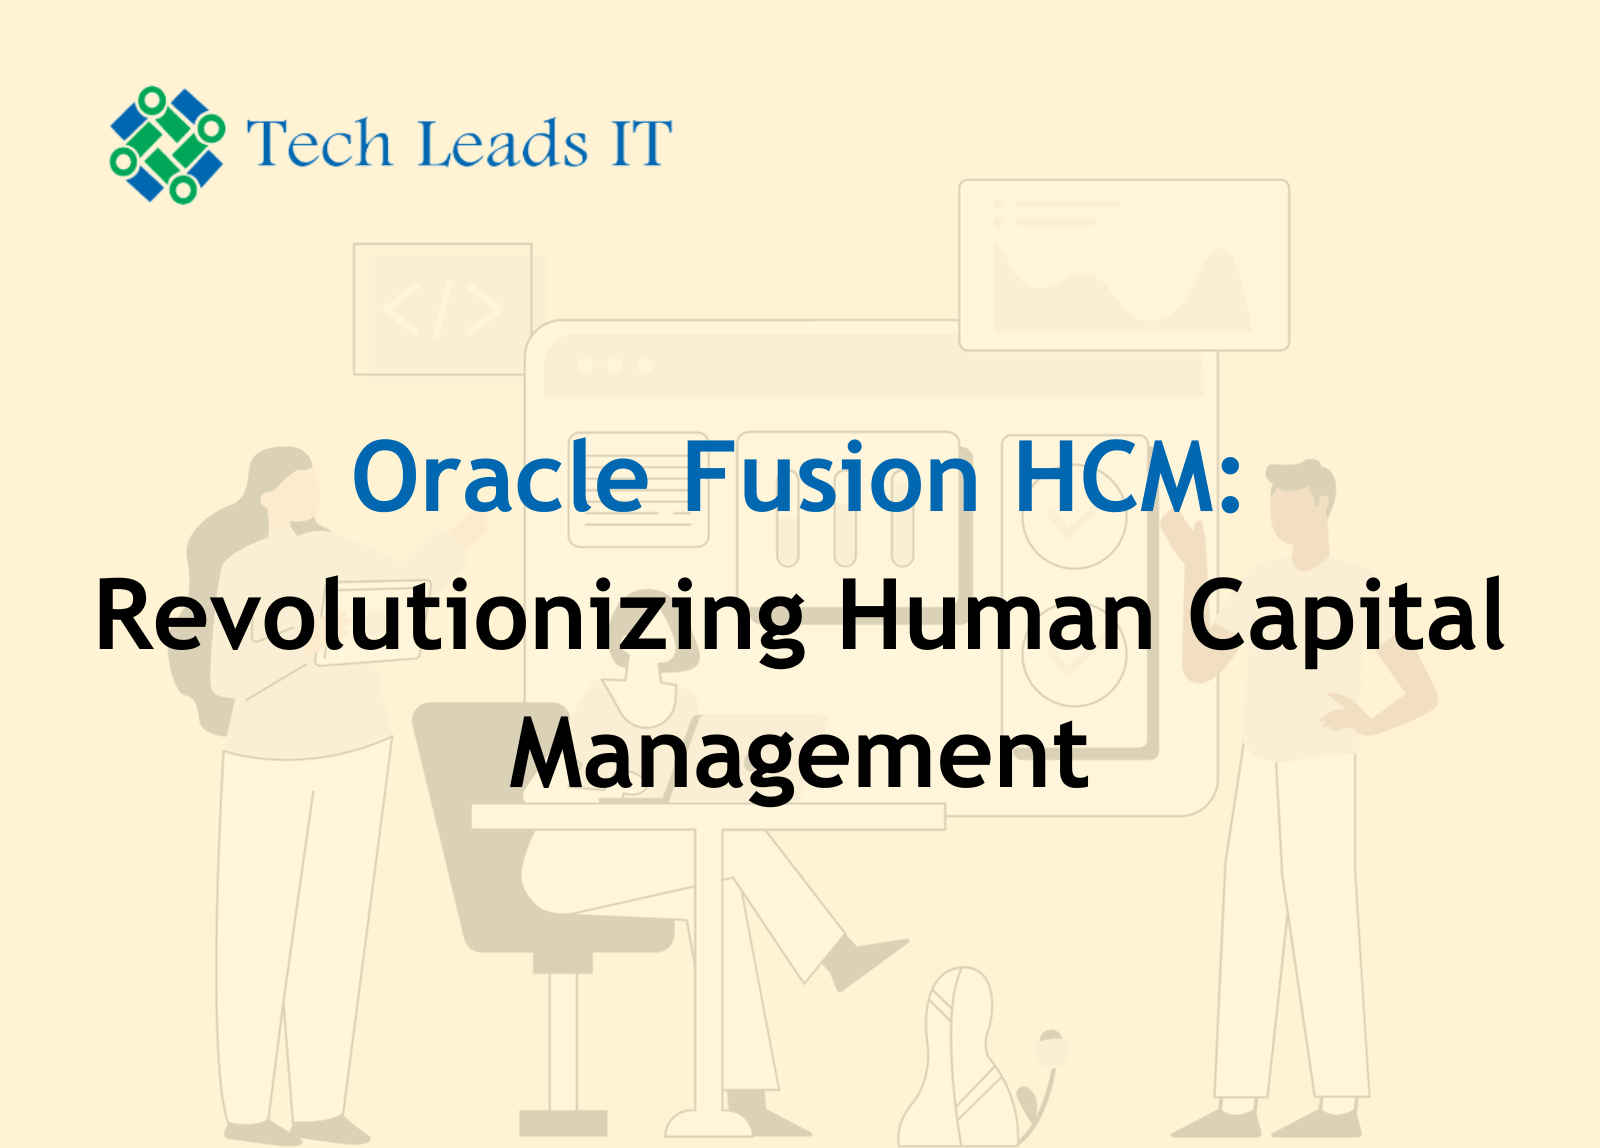 Tech Leads IT
</>
Oracle Fusion HCM:
Revolutionizing Human Capital
Management